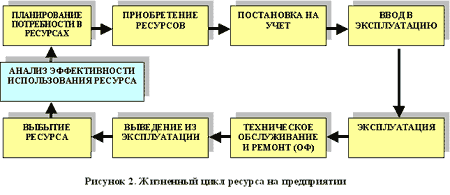 ПЛАНИРОВАНИЕ
ПОТРЕБНОСТИ В
РЕСУРСАХ
ПРИОБРЕТЕНИЕ
РЕСУРСОВ
ПОСТАНОВКА НА
УЧЕТ
ВВОД В
ЭКСПЛУАТАЦИЮ
АНАЛИЗ ЭФФЕКТИВНОСТИ
ИСПОЛЬЗОВАНИЯ РЕСУРСА
ВЫБЫТИЕ
РЕСУРСА
ВЫВЕДЕНИЕ ИЗ
ЭКСПЛУАТАЦИИ
ТЕХНИЧЕСКОЕ
ОБСЛУЖИВАНИЕ
И РЕМОНТ (ОФ)
ЭКСПЛУАТАЦИЯ
Рисунок 2. Жизненный цикл ресурса на предприятии